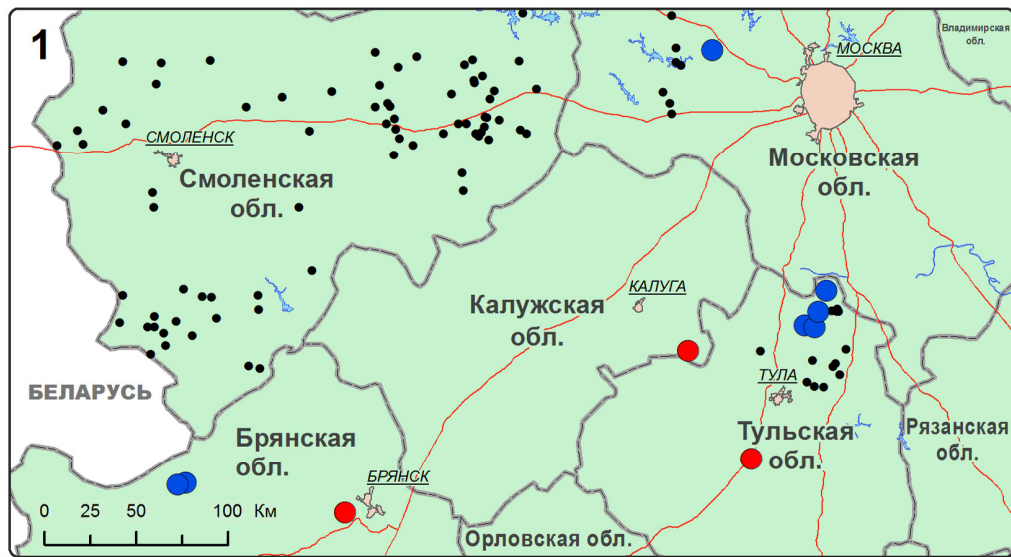 1
Владимирская
обл.
МОСКВА
СМОЛЕНСК
Смоленская
обл.
Московская
обл.
Калужская
обл.
КАЛУГА
БЕЛАРУСЬ
ТУЛА
Тульская
обл.
Рязанская
обл.
Брянская
обл.
БРЯНСК
0 25 50 100 Км
Орловская обл.